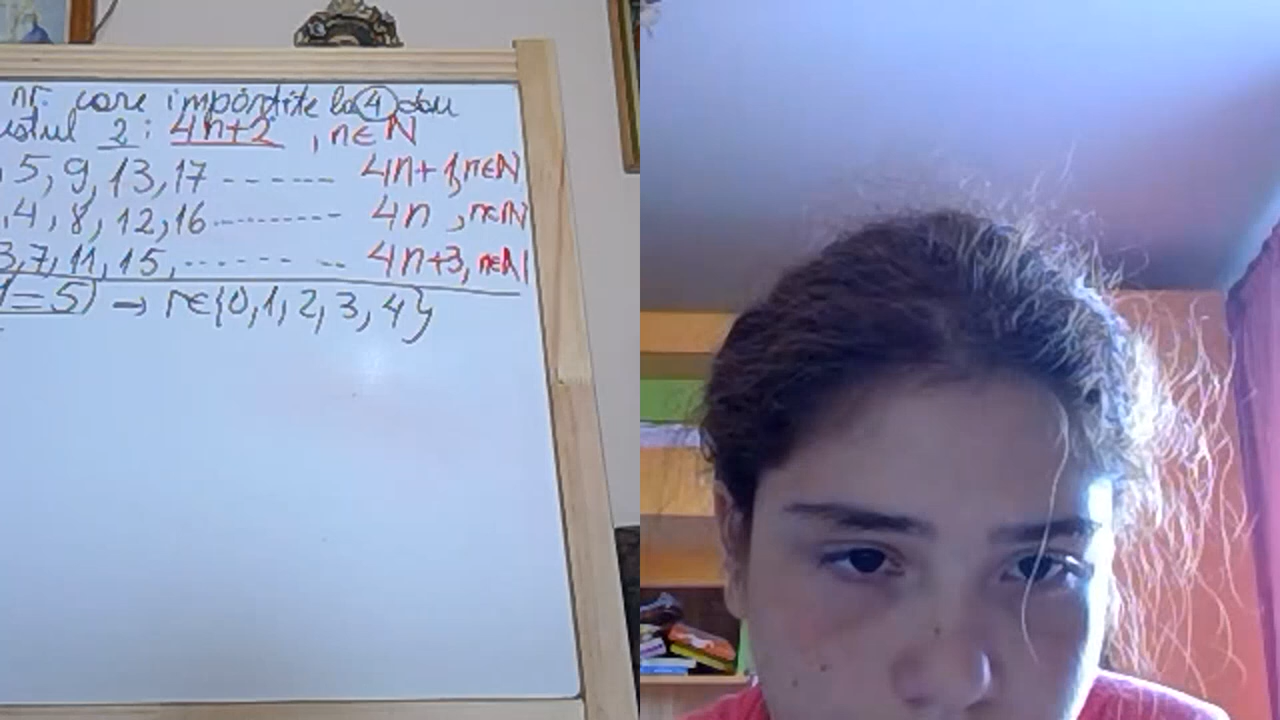 nr. care împărțite la 4 dau
restul 2 : 4n+2 , n∈N
, 5, 9, 13, 17 ------- 4n+1, n∈N
, 4, 8, 12, 16 --------- 4n , n∈N
3, 7, 11, 15, ------- -- 4n+3, n∈N
=5) → r∈{0, 1, 2, 3, 4}